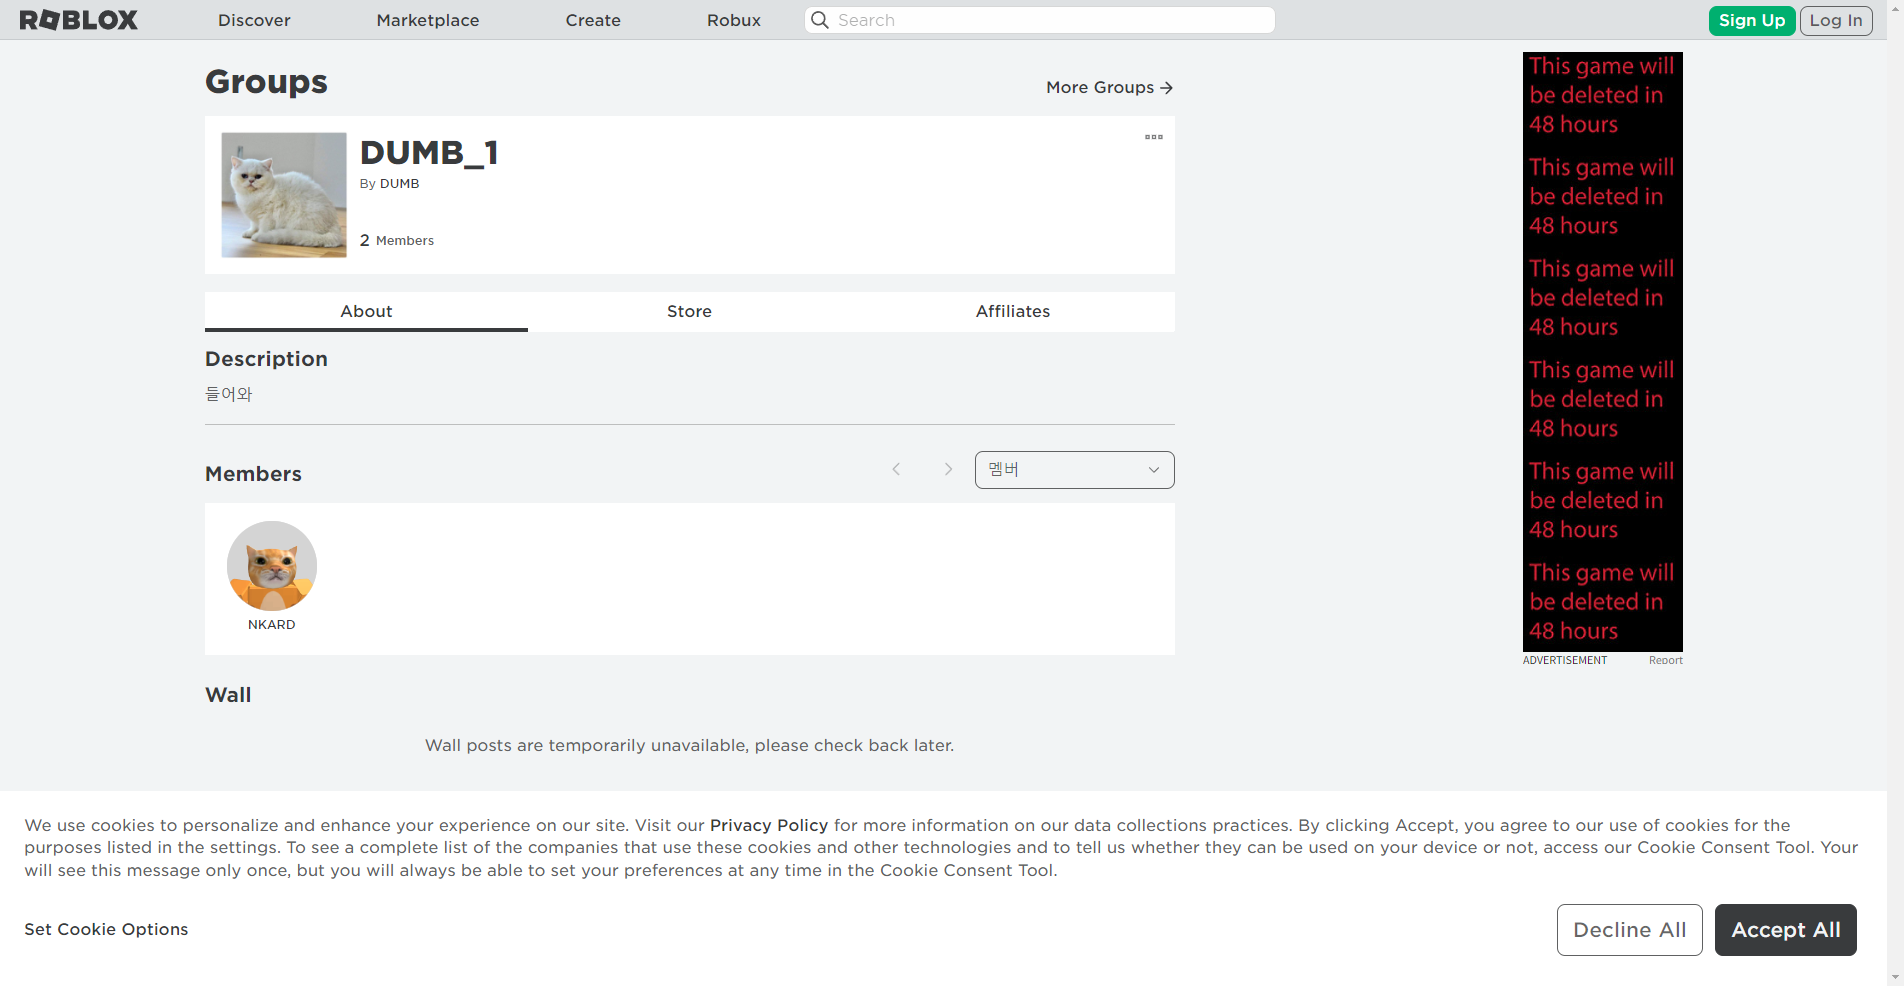 ROBLOX
Discover
Marketplace
Create
Robux
Search
Sign Up
Log In
Groups
More Groups
DUMB_1
By DUMB
2 Members
About
Store
Affiliates
Description
들어와
Members
멤버
NKARD
Wall
Wall posts are temporarily unavailable, please check back later.
This game will
be deleted in
48 hours
This game will
be deleted in
48 hours
This game will
be deleted in
48 hours
This game will
be deleted in
48 hours
This game will
be deleted in
48 hours
This game will
be deleted in
48 hours
ADVERTISEMENT
Report
We use cookies to personalize and enhance your experience on our site. Visit our Privacy Policy for more information on our data collections practices. By clicking Accept, you agree to our use of cookies for the
purposes listed in the settings. To see a complete list of the companies that use these cookies and other technologies and to tell us whether they can be used on your device or not, access our Cookie Consent Tool. Your
will see this message only once, but you will always be able to set your preferences at any time in the Cookie Consent Tool.
Set Cookie Options
Decline All
Accept All